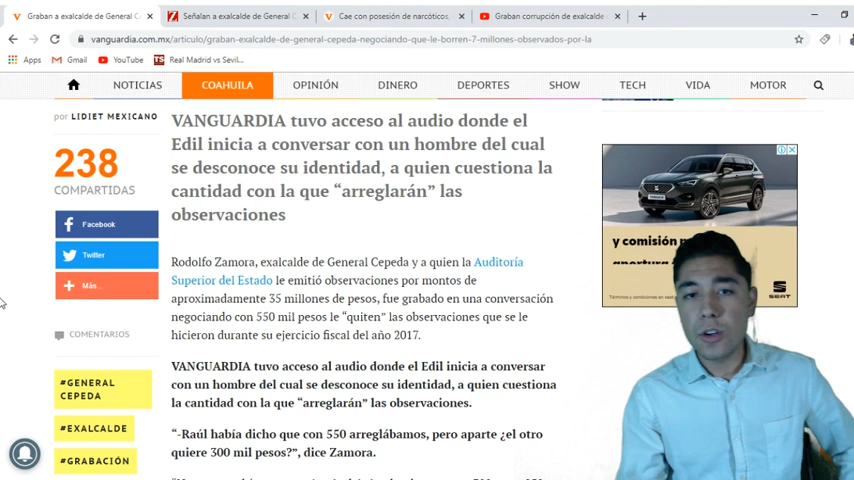 Graban a exalcalde de General C
Señalan a exalcalde de General
Cae con posesión de narcóticos,
Graban corrupción de exalcalde
vanguardia.com.mx/articulo/graban-exalcalde-de-general-cepeda-negociando-que-le-borren-7-millones-observados-por-la
Apps
Gmail
YouTube
Real Madrid vs Sevil...
NOTICIAS
COAHUILA
OPINIÓN
DINERO
DEPORTES
SHOW
TECH
VIDA
MOTOR
por LIDIET MEXICANO
238
COMPARTIDAS
Facebook
Twitter
Más...
COMENTARIOS
#GENERAL
CEPEDA
#EXALCALDE
#GRABACIÓN
VANGUARDIA tuvo acceso al audio donde el
Edil inicia a conversar con un hombre del cual
se desconoce su identidad, a quien cuestiona la
cantidad con la que “arreglarán” las
observaciones
Rodolfo Zamora, exalcalde de General Cepeda y a quien la Auditoría
Superior del Estado le emitió observaciones por montos de
aproximadamente 35 millones de pesos, fue grabado en una conversación
negociando con 550 mil pesos le “quiten” las observaciones que se le
hicieron durante su ejercicio fiscal del año 2017.
VANGUARDIA tuvo acceso al audio donde el Edil inicia a conversar
con un hombre del cual se desconoce su identidad, a quien cuestiona
la cantidad con la que “arreglarán” las observaciones.
“-Raúl había dicho que con 550 arreglábamos, pero aparte ¿el otro
quiere 300 mil pesos?”, dice Zamora.
y comisión
apertura
Términos y condiciones en
SEAT